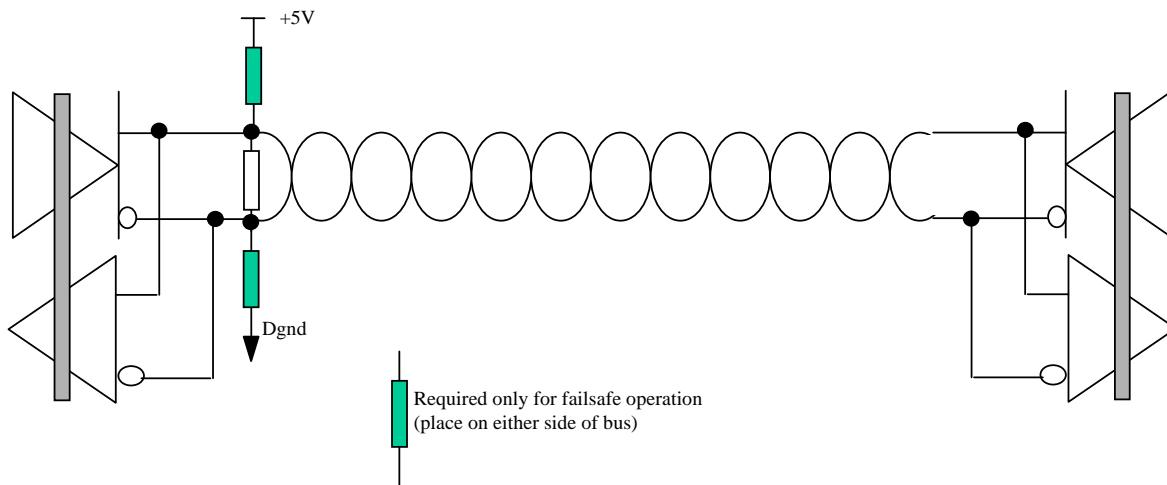 +5V
Dgnd
Required only for failsafe operation
(place on either side of bus)